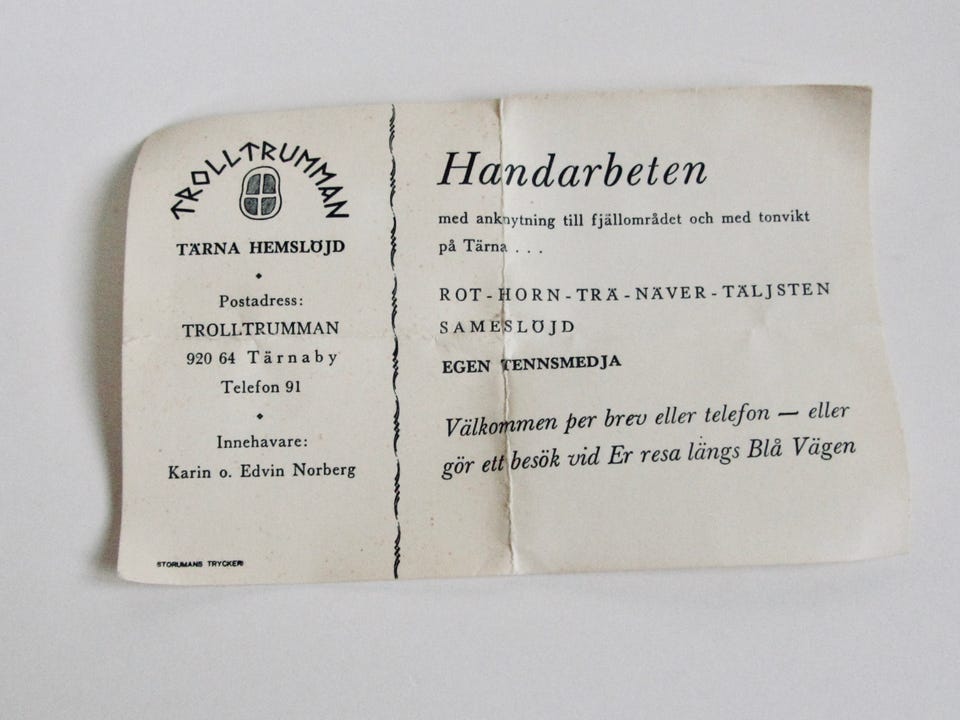 TROLLTRUMMAN
TÄRNA HEMSLÖJD
Postadress:
TROLLTRUMMAN
920 64 Tärnaby
Telefon 91
Innehavare:
Karin o. Edvin Norberg
STORUMANS TRYCKERI
Handarbeten
med anknytning till fjällområdet och med tonvikt
på Tärna . . .
ROT-HORN-TRÄ-NÄVER-TÄLJSTEN
SAMESLÖJD
EGEN TENNSMEDJA
Välkommen per brev eller telefon — eller
gör ett besök vid Er resa längs Blå Vägen